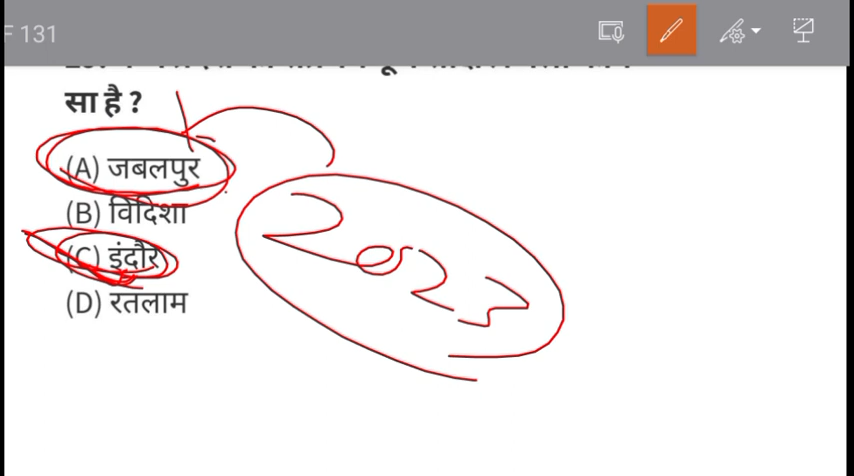 F 131
सा है ?
(A) जबलपुर
(B) विदिशा
(C) इंदौर
(D) रतलाम
2023